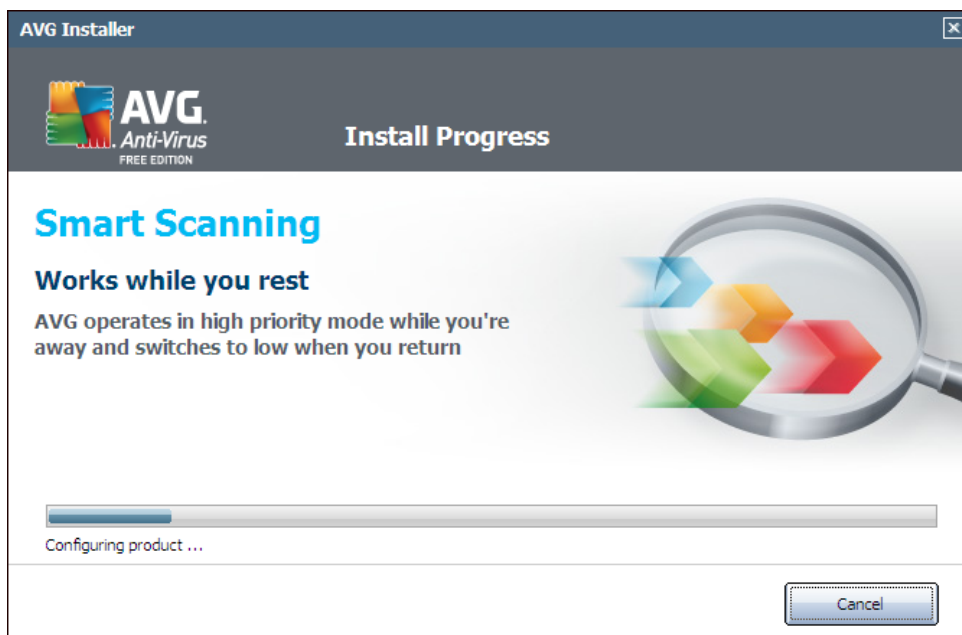 AVG Installer
AVG.
Anti-Virus
FREE EDITION
Install Progress
Smart Scanning
Works while you rest
AVG operates in high priority mode while you're
away and switches to low when you return
Configuring product ...
Cancel